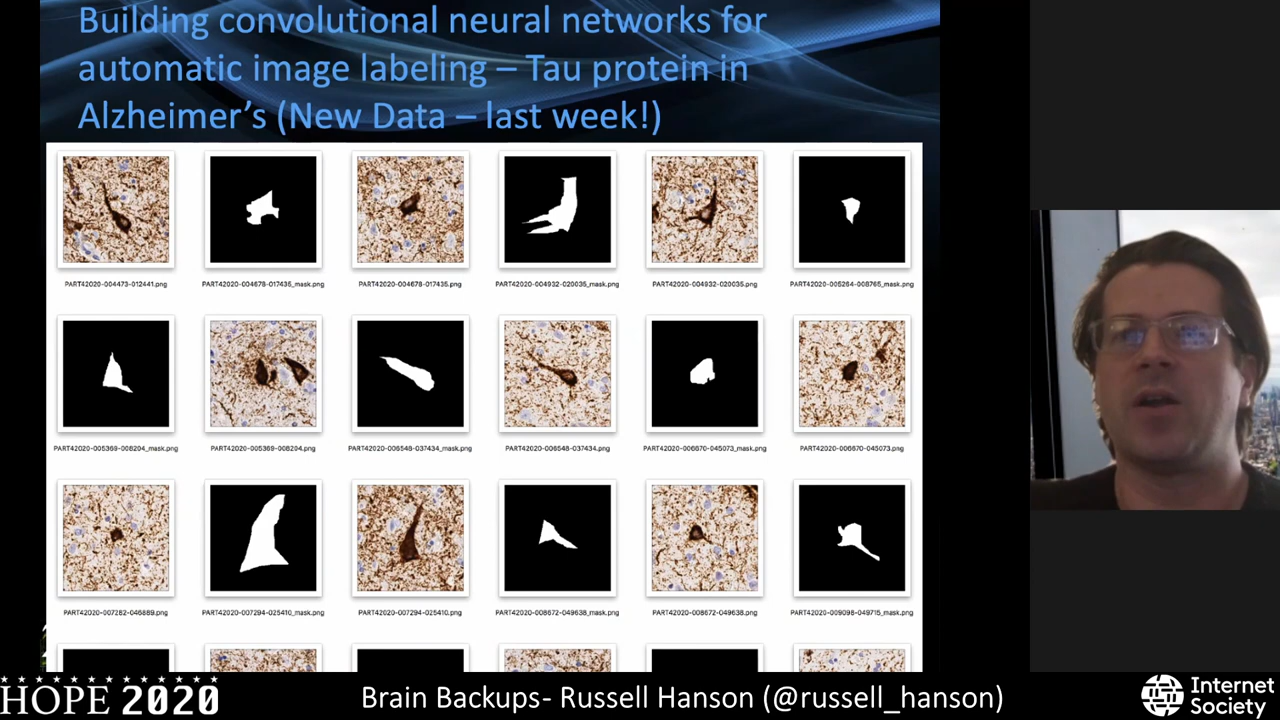 Building convolutional neural networks for
automatic image labeling – Tau protein in
Alzheimer's (New Data – last week!)
PART42020-004473-012441.png
PART42020-004678-017435_mask.png
PART42020-004678-017435.png
PART42020-004932-020035_mask.png
PART42020-004932-020035.png
PART42020-005264-008765_mask.png
PART42020-005369-008204_mask.png
PART42020-005369-008204.png
PART42020-006548-037434_mask.png
PART42020-006548-037434.png
PART42020-006670-045073_mask.png
PART42020-006670-045073.png
PART42020-007282-046889.png
PART42020-007294-025410_mask.png
PART42020-007294-025410.png
PART42020-008672-049638_mask.png
PART42020-008672-049638.png
PART42020-009098-049715_mask.png
HOPE 2020
Brain Backups- Russell Hanson (@russell_hanson)
Internet
Society